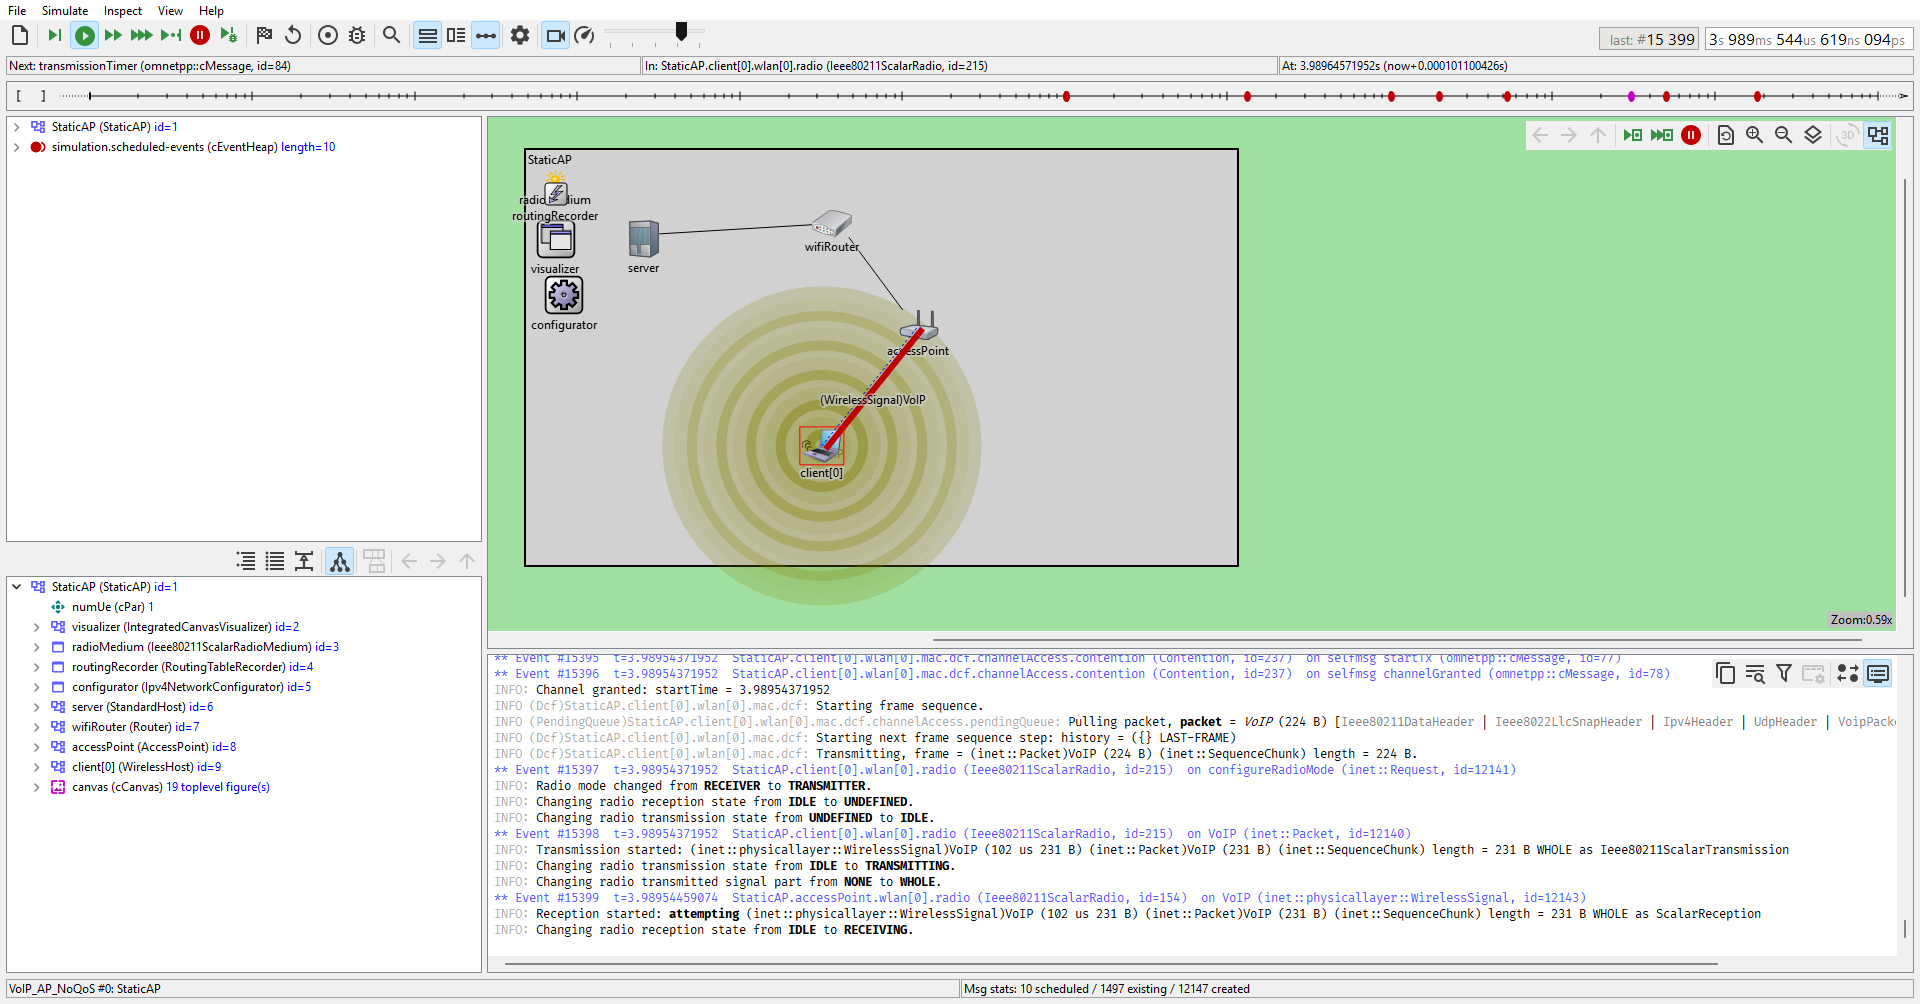 File Simulate Inspect View Help
last: #15 399 3s 989ms 544us 619ns 094ps
Next: transmissionTimer (omnetpp::cMessage, id=84) In: StaticAP.client[0].wlan[0].radio (Ieee80211ScalarRadio, id=215) At: 3.98964571952s (now+0.000101100426s)
[ ]
StaticAP (StaticAP) id=1
simulation.scheduled-events (cEventHeap) length=10
3D
StaticAP
routingRecorder
visualizer
configurator
server
wifiRouter
accessPoint
(WirelessSignal)VoIP
client[0]
Zoom:0.59x
StaticAP (StaticAP) id=1
numUe (cPar) 1
visualizer (IntegratedCanvasVisualizer) id=2
radioMedium (Ieee80211ScalarRadioMedium) id=3
routingRecorder (RoutingTableRecorder) id=4
configurator (Ipv4NetworkConfigurator) id=5
server (StandardHost) id=6
wifiRouter (Router) id=7
accessPoint (AccessPoint) id=8
client[0] (WirelessHost) id=9
canvas (cCanvas) 19 toplevel figure(s)
** Event #15395 t=3.98954371952 StaticAP.client[0].wlan[0].mac.dcf.channelAccess.contention (Contention, id=237) on selfmsg startTx (omnetpp::cMessage, id=77)
** Event #15396 t=3.98954371952 StaticAP.client[0].wlan[0].mac.dcf.channelAccess.contention (Contention, id=237) on selfmsg channelGranted (omnetpp::cMessage, id=78)
INFO: Channel granted: startTime = 3.98954371952
INFO (Dcf)StaticAP.client[0].wlan[0].mac.dcf: Starting frame sequence.
INFO (PendingQueue)StaticAP.client[0].wlan[0].mac.dcf.channelAccess.pendingQueue: Pulling packet, packet = VoIP (224 B) [Ieee80211DataHeader | Ieee8022LlcSnapHeader | Ipv4Header | UdpHeader | VoipPack
INFO (Dcf)StaticAP.client[0].wlan[0].mac.dcf: Starting next frame sequence step: history = ({} LAST-FRAME)
INFO (Dcf)StaticAP.client[0].wlan[0].mac.dcf: Transmitting, frame = (inet::Packet)VoIP (224 B) (inet::SequenceChunk) length = 224 B.
** Event #15397 t=3.98954371952 StaticAP.client[0].wlan[0].radio (Ieee80211ScalarRadio, id=215) on configureRadioMode (inet::Request, id=12141)
INFO: Radio mode changed from RECEIVER to TRANSMITTER.
INFO: Changing radio reception state from IDLE to UNDEFINED.
INFO: Changing radio transmission state from UNDEFINED to IDLE.
** Event #15398 t=3.98954371952 StaticAP.client[0].wlan[0].radio (Ieee80211ScalarRadio, id=215) on VoIP (inet::Packet, id=12140)
INFO: Transmission started: (inet::physicallayer::WirelessSignal)VoIP (102 us 231 B) (inet::Packet)VoIP (231 B) (inet::SequenceChunk) length = 231 B WHOLE as Ieee80211ScalarTransmission
INFO: Changing radio transmission state from IDLE to TRANSMITTING.
INFO: Changing radio transmitted signal part from NONE to WHOLE.
** Event #15399 t=3.98954459074 StaticAP.accessPoint.wlan[0].radio (Ieee80211ScalarRadio, id=154) on VoIP (inet::physicallayer::WirelessSignal, id=12143)
INFO: Reception started: attempting (inet::physicallayer::WirelessSignal)VoIP (102 us 231 B) (inet::Packet)VoIP (231 B) (inet::SequenceChunk) length = 231 B WHOLE as ScalarReception
INFO: Changing radio reception state from IDLE to RECEIVING.
VoIP_AP_NoQoS #0: StaticAP Msg stats: 10 scheduled / 1497 existing / 12147 created